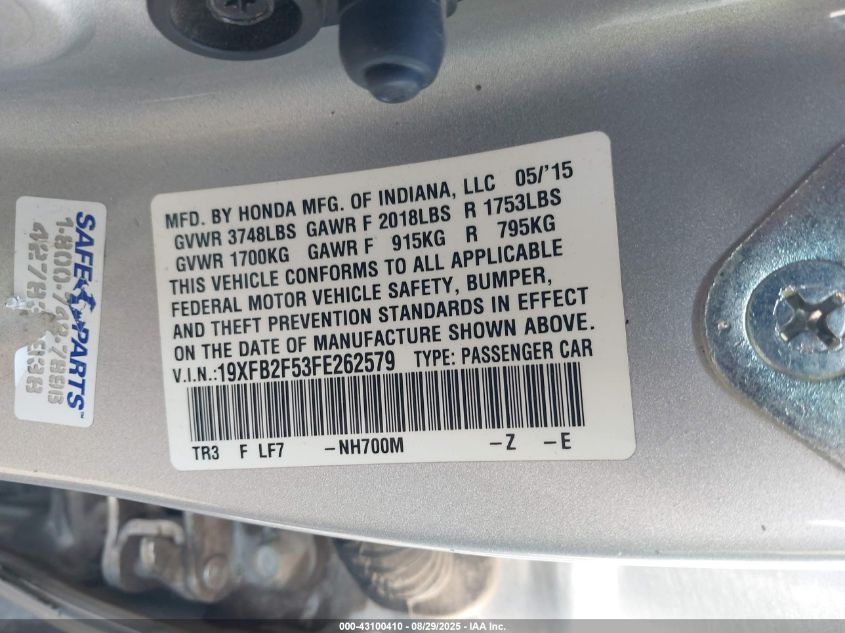 MFD. BY HONDA MFG. OF INDIANA, LLC 05/'15
GVWR 3748LBS GAWR F 2018LBS R 1753LBS
GVWR 1700KG GAWR F 915KG R 795KG
THIS VEHICLE CONFORMS TO ALL APPLICABLE
FEDERAL MOTOR VEHICLE SAFETY, BUMPER,
AND THEFT PREVENTION STANDARDS IN EFFECT
ON THE DATE OF MANUFACTURE SHOWN ABOVE.
V.I.N.:19XFB2F53FE262579 TYPE: PASSENGER CAR
TR3 F LF7 -NH700M -Z -E
SAFE PARTS™
000-43100410 - 08/29/2025 - IAA Inc.